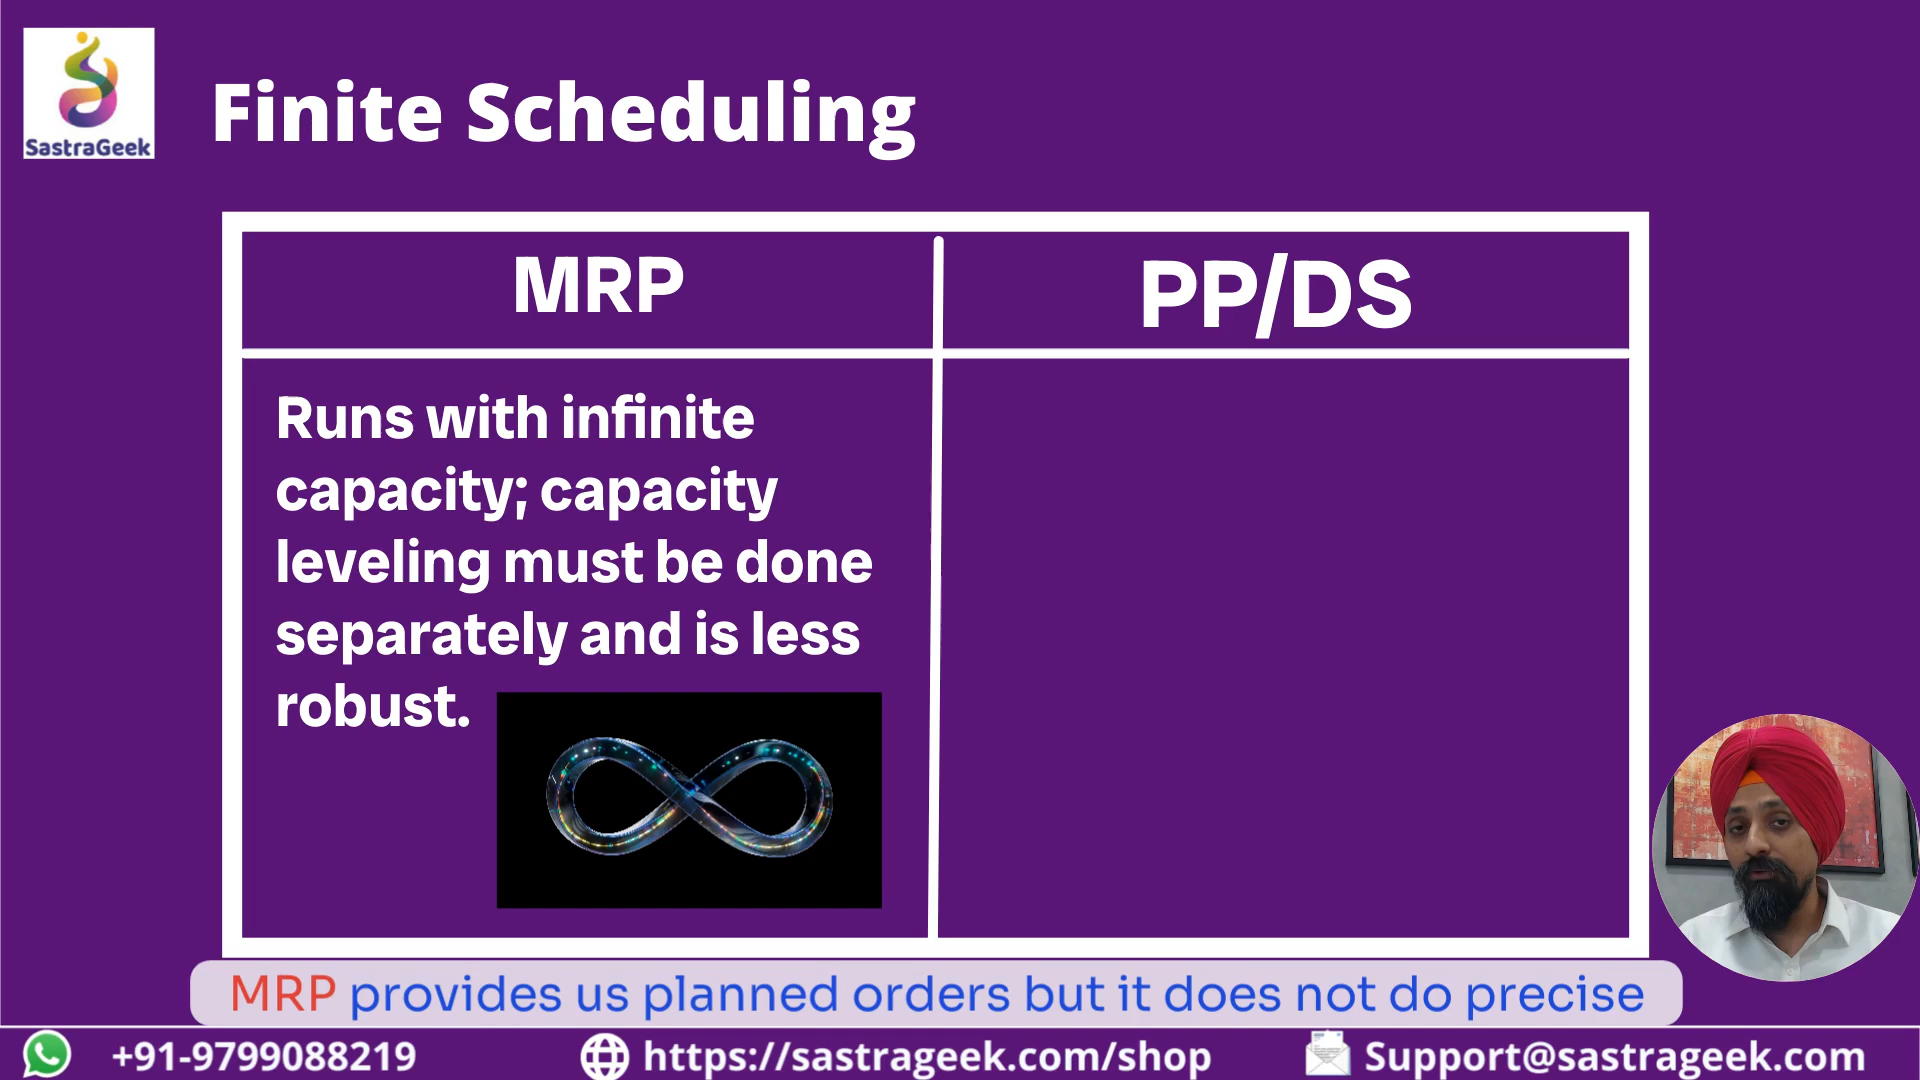 SastraGeek
Finite Scheduling
MRP
PP/DS
Runs with infinite
capacity; capacity
leveling must be done
separately and is less
robust.
MRP provides us planned orders but it does not do precise
+91-9799088219
https://sastrageek.com/shop
Support@sastrageek.com